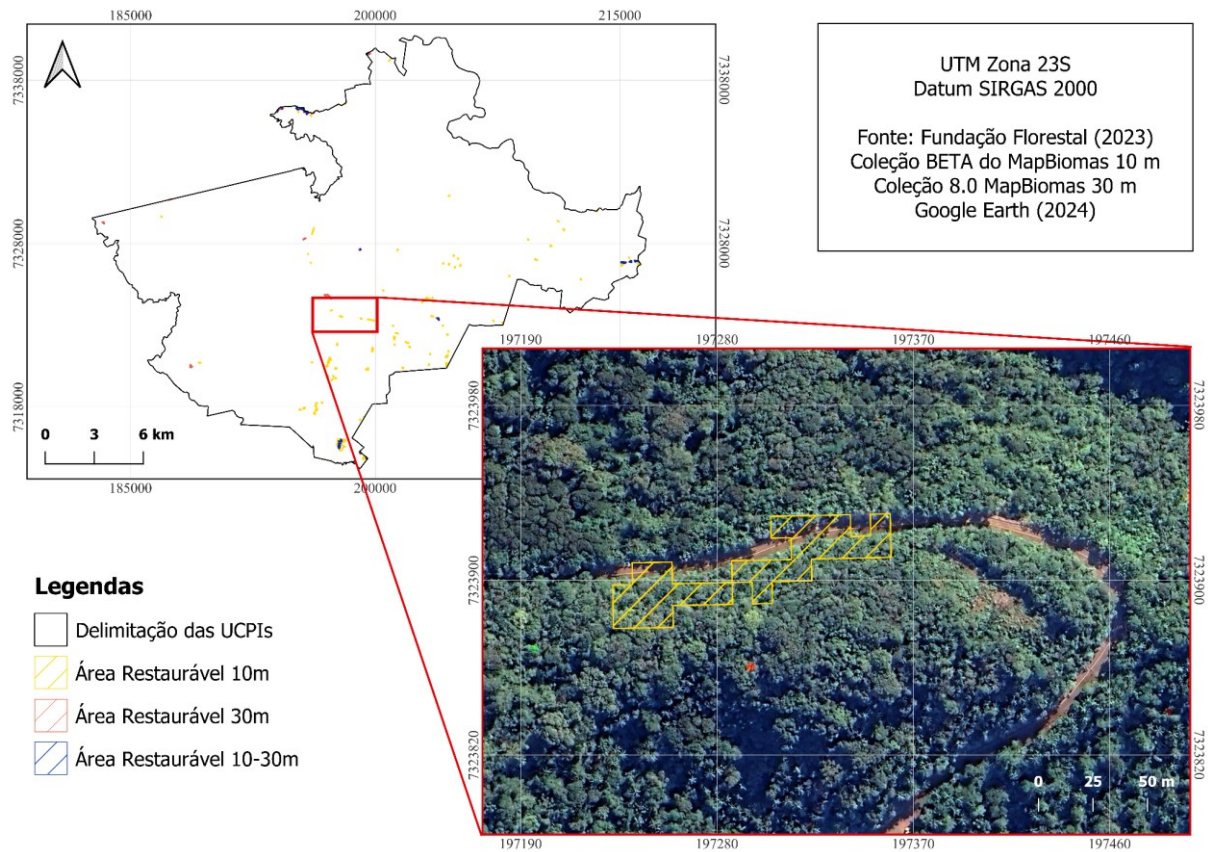 185000
200000
215000
7338000
7338000
7328000
7328000
7318000
0 3 6 km
185000
200000
UTM Zona 23S
Datum SIRGAS 2000
Fonte: Fundação Florestal (2023)
Coleção BETA do MapBiomas 10 m
Coleção 8.0 MapBiomas 30 m
Google Earth (2024)
197190
197280
197370
197460
7323980
7323980
7323900
7323900
7323820
7323820
0 25 50 m
197190
197280
197370
197460
Legendas
Delimitação das UCPIs
Área Restaurável 10m
Área Restaurável 30m
Área Restaurável 10-30m